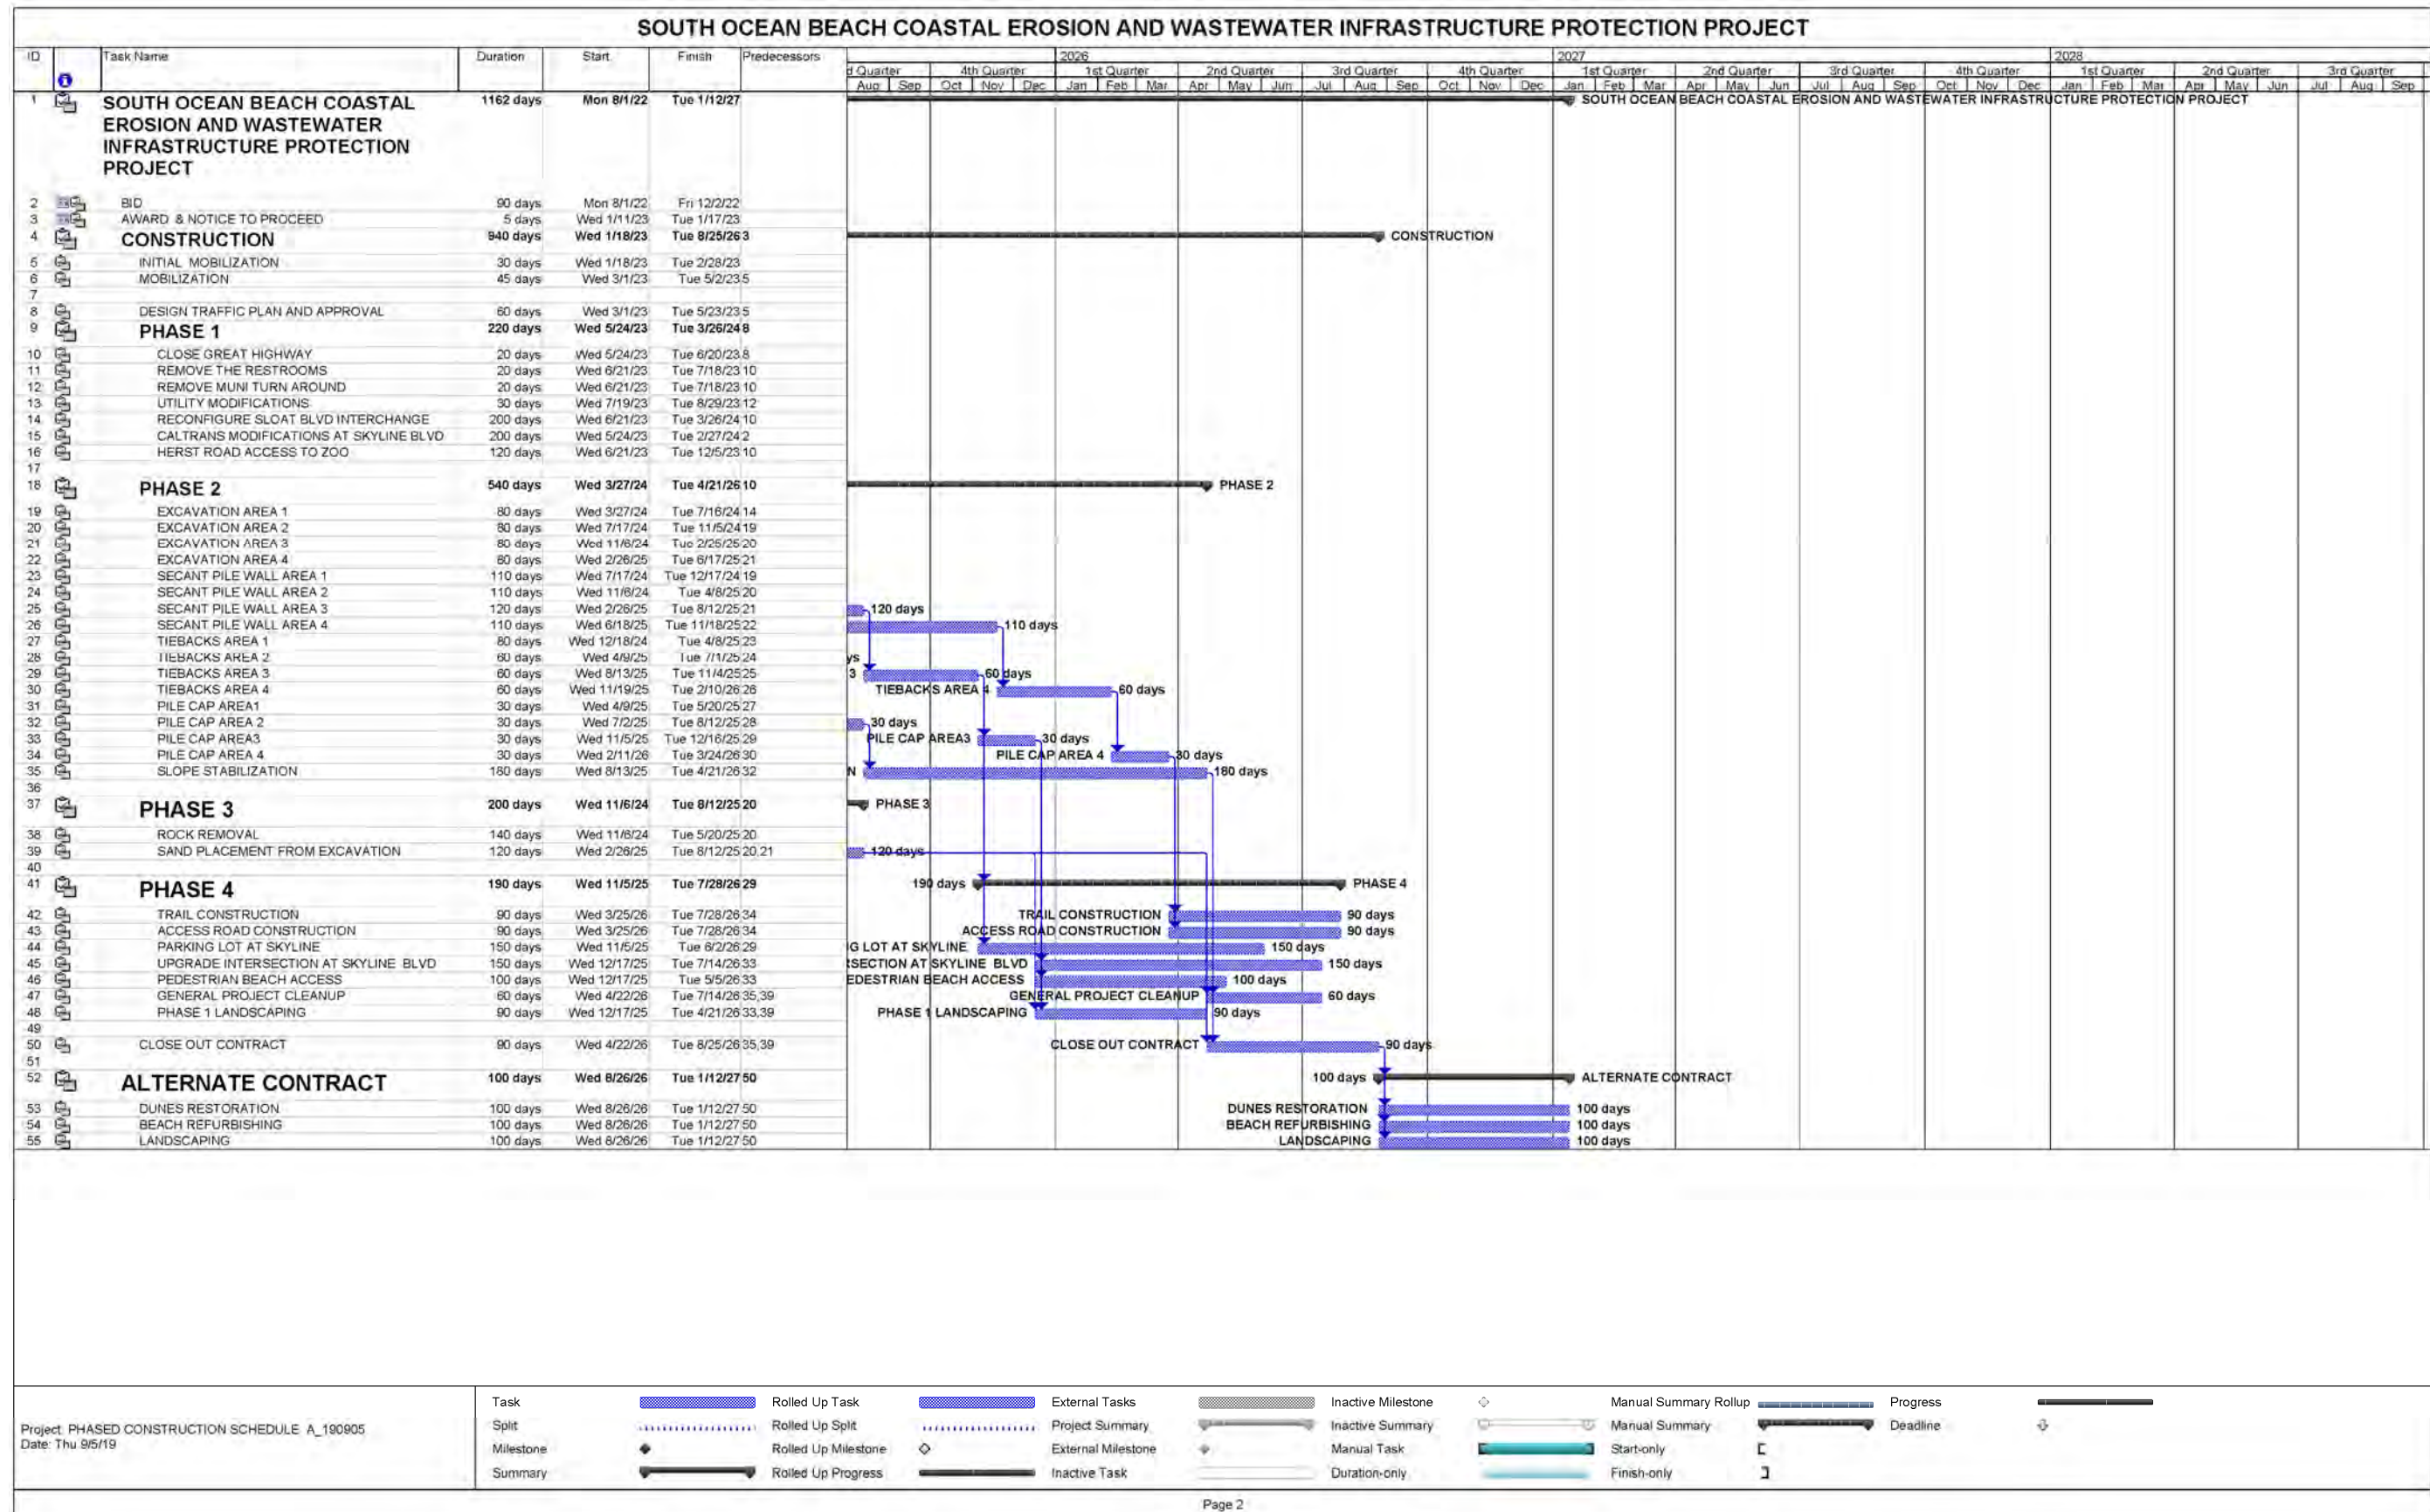 SOUTH OCEAN BEACH COASTAL EROSION AND WASTEWATER INFRASTRUCTURE PROTECTION PROJECT
ID Task Name Duration Start Finish Predecessors
2026 2027 2028
d Quarter 4th Quarter 1st Quarter 2nd Quarter 3rd Quarter 4th Quarter 1st Quarter 2nd Quarter 3rd Quarter 4th Quarter 1st Quarter 2nd Quarter 3rd Quarter
Aug Sep Oct Nov Dec Jan Feb Mar Apr May Jun Jul Aug Sep Oct Nov Dec Jan Feb Mar Apr May Jun Jul Aug Sep Oct Nov Dec Jan Feb Mar Apr May Jun Jul Aug Sep
1 SOUTH OCEAN BEACH COASTAL 1162 days Mon 8/1/22 Tue 1/12/27 SOUTH OCEAN BEACH COASTAL EROSION AND WASTEWATER INFRASTRUCTURE PROTECTION PROJECT
EROSION AND WASTEWATER
INFRASTRUCTURE PROTECTION
PROJECT
2 BID 90 days Mon 8/1/22 Fri 12/2/22
3 AWARD & NOTICE TO PROCEED 5 days Wed 1/11/23 Tue 1/17/23
4 CONSTRUCTION 940 days Wed 1/18/23 Tue 8/25/26 3 CONSTRUCTION
5 INITIAL MOBILIZATION 30 days Wed 1/18/23 Tue 2/28/23
6 MOBILIZATION 45 days Wed 3/1/23 Tue 5/2/23 5
7
8 DESIGN TRAFFIC PLAN AND APPROVAL 60 days Wed 3/1/23 Tue 5/23/23 5
9 PHASE 1 220 days Wed 5/24/23 Tue 3/26/24 8
10 CLOSE GREAT HIGHWAY 20 days Wed 5/24/23 Tue 6/20/23 8
11 REMOVE THE RESTROOMS 20 days Wed 6/21/23 Tue 7/18/23 10
12 REMOVE MUNI TURN AROUND 20 days Wed 6/21/23 Tue 7/18/23 10
13 UTILITY MODIFICATIONS 30 days Wed 7/19/23 Tue 8/29/23 12
14 RECONFIGURE SLOAT BLVD INTERCHANGE 200 days Wed 6/21/23 Tue 3/26/24 10
15 CALTRANS MODIFICATIONS AT SKYLINE BLVD 200 days Wed 5/24/23 Tue 2/27/24 2
16 HERST ROAD ACCESS TO ZOO 120 days Wed 6/21/23 Tue 12/5/23 10
17
18 PHASE 2 540 days Wed 3/27/24 Tue 4/21/26 10 PHASE 2
19 EXCAVATION AREA 1 80 days Wed 3/27/24 Tue 7/16/24 14
20 EXCAVATION AREA 2 80 days Wed 7/17/24 Tue 11/5/24 19
21 EXCAVATION AREA 3 80 days Wed 11/6/24 Tue 2/25/25 20
22 EXCAVATION AREA 4 80 days Wed 2/26/25 Tue 6/17/25 21
23 SECANT PILE WALL AREA 1 110 days Wed 7/17/24 Tue 12/17/24 19
24 SECANT PILE WALL AREA 2 110 days Wed 11/6/24 Tue 4/8/25 20
25 SECANT PILE WALL AREA 3 120 days Wed 2/26/25 Tue 8/12/25 21 120 days
26 SECANT PILE WALL AREA 4 110 days Wed 6/18/25 Tue 11/18/25 22 110 days
27 TIEBACKS AREA 1 80 days Wed 12/18/24 Tue 4/8/25 23
28 TIEBACKS AREA 2 60 days Wed 4/9/25 Tue 7/1/25 24 ys
29 TIEBACKS AREA 3 60 days Wed 8/13/25 Tue 11/4/25 25 3 60 days
30 TIEBACKS AREA 4 60 days Wed 11/19/25 Tue 2/10/26 26 TIEBACKS AREA 4 60 days
31 PILE CAP AREA1 30 days Wed 4/9/25 Tue 5/20/25 27
32 PILE CAP AREA 2 30 days Wed 7/2/25 Tue 8/12/25 28 30 days
33 PILE CAP AREA3 30 days Wed 11/5/25 Tue 12/16/25 29 PILE CAP AREA3 30 days
34 PILE CAP AREA 4 30 days Wed 2/11/26 Tue 3/24/26 30 PILE CAP AREA 4 30 days
35 SLOPE STABILIZATION 180 days Wed 8/13/25 Tue 4/21/26 32 N 180 days
36
37 PHASE 3 200 days Wed 11/6/24 Tue 8/12/25 20 PHASE 3
38 ROCK REMOVAL 140 days Wed 11/6/24 Tue 5/20/25 20
39 SAND PLACEMENT FROM EXCAVATION 120 days Wed 2/26/25 Tue 8/12/25 20,21 120 days
40
41 PHASE 4 190 days Wed 11/5/25 Tue 7/28/26 29 190 days PHASE 4
42 TRAIL CONSTRUCTION 90 days Wed 3/25/26 Tue 7/28/26 34 TRAIL CONSTRUCTION 90 days
43 ACCESS ROAD CONSTRUCTION 90 days Wed 3/25/26 Tue 7/28/26 34 ACCESS ROAD CONSTRUCTION 90 days
44 PARKING LOT AT SKYLINE 150 days Wed 11/5/25 Tue 6/2/26 29 G LOT AT SKYLINE 150 days
45 UPGRADE INTERSECTION AT SKYLINE BLVD 150 days Wed 12/17/25 Tue 7/14/26 33 RSECTION AT SKYLINE BLVD 150 days
46 PEDESTRIAN BEACH ACCESS 100 days Wed 12/17/25 Tue 5/5/26 33 EDESTRIAN BEACH ACCESS 100 days
47 GENERAL PROJECT CLEANUP 60 days Wed 4/22/26 Tue 7/14/26 35,39 GENERAL PROJECT CLEANUP 60 days
48 PHASE 1 LANDSCAPING 90 days Wed 12/17/25 Tue 4/21/26 33,39 PHASE 1 LANDSCAPING 90 days
49
50 CLOSE OUT CONTRACT 90 days Wed 4/22/26 Tue 8/25/26 35,39 CLOSE OUT CONTRACT 90 days
51
52 ALTERNATE CONTRACT 100 days Wed 8/26/26 Tue 1/12/27 50 100 days ALTERNATE CONTRACT
53 DUNES RESTORATION 100 days Wed 8/26/26 Tue 1/12/27 50 DUNES RESTORATION 100 days
54 BEACH REFURBISHING 100 days Wed 8/26/26 Tue 1/12/27 50 BEACH REFURBISHING 100 days
55 LANDSCAPING 100 days Wed 8/26/26 Tue 1/12/27 50 LANDSCAPING 100 days
Project: PHASED CONSTRUCTION SCHEDULE A_190905
Date: Thu 9/5/19
Task Rolled Up Task External Tasks Inactive Milestone Manual Summary Rollup Progress
Split Rolled Up Split Project Summary Inactive Summary Manual Summary Deadline
Milestone Rolled Up Milestone External Milestone Manual Task Start-only
Summary Rolled Up Progress Inactive Task Duration-only Finish-only
Page 2